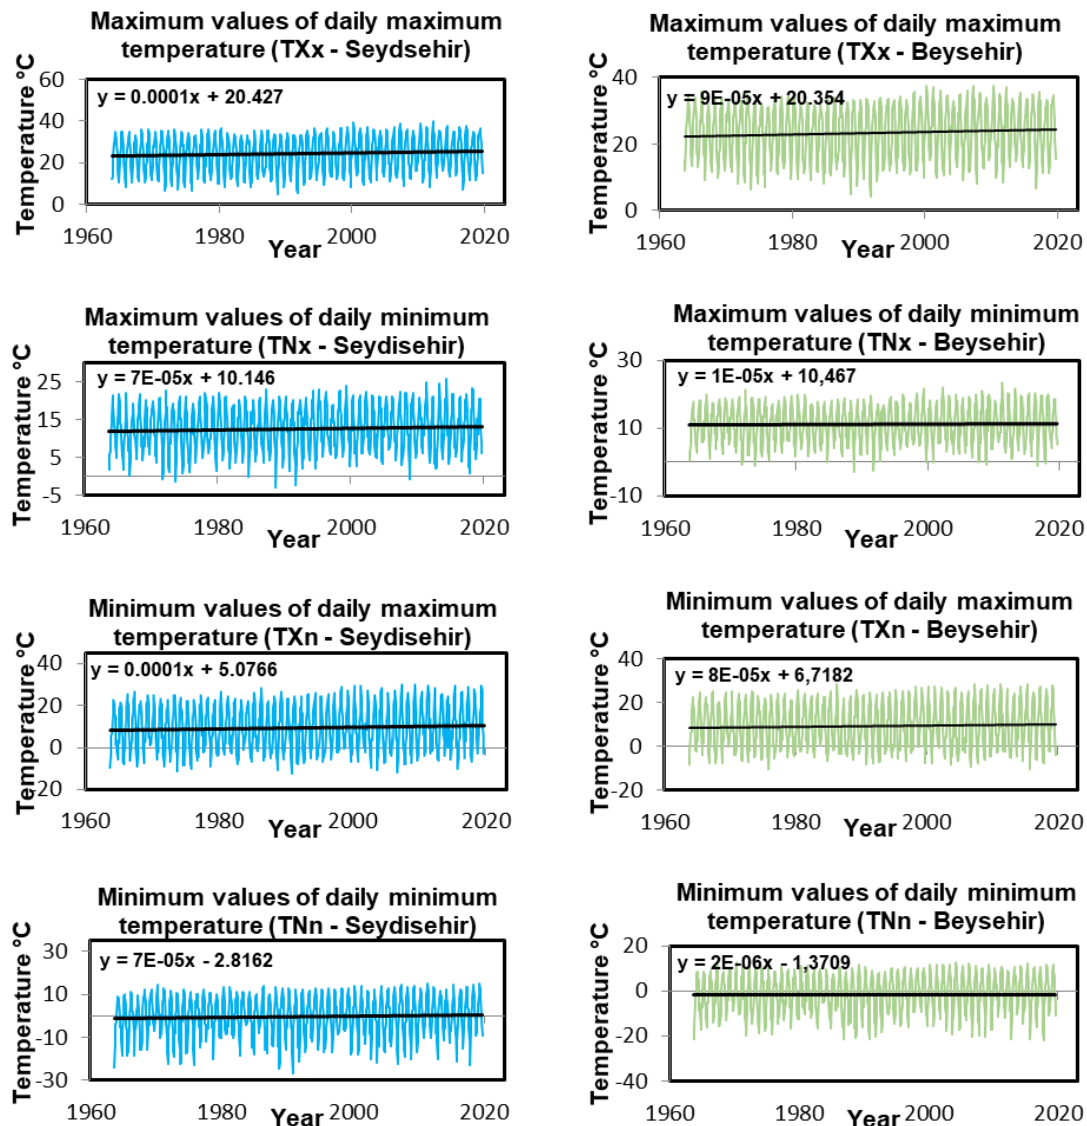 Maximum values of daily maximum
temperature (TXx - Seydsehir)
Temperature °C
60
40
20
0
y = 0.0001x + 20.427
1960
1980
2000
2020
Year
Maximum values of daily maximum
temperature (TXx - Beysehir)
Temperature °C
40
20
0
y = 9E-05x + 20.354
1960
1980
2000
2020
Year
Maximum values of daily minimum
temperature (TNx - Seydisehir)
Temperature °C
25
15
5
-5
y = 7E-05x + 10.146
1960
1980
2000
2020
Year
Maximum values of daily minimum
temperature (TNx - Beysehir)
Temperature °C
30
10
-10
y = 1E-05x + 10,467
1960
1980
2000
2020
Year
Minimum values of daily maximum
temperature (TXn - Seydisehir)
Temperature °C
40
20
0
20
y = 0.0001x + 5.0766
1960
1980
2000
2020
Year
Minimum values of daily maximum
temperature (TXn - Beysehir)
Temperature °C
40
20
0
-20
y = 8E-05x + 6,7182
1960
1980
2000
2020
Year
Minimum values of daily minimum
temperature (TNn - Seydisehir)
Temperature °C
30
10
-10
-30
y = 7E-05x - 2.8162
1960
1980
2000
2020
Year
Minimum values of daily minimum
temperature (TNn - Beysehir)
Temperature °C
20
0
-20
-40
y = 2E-06x - 1,3709
1960
1980
2000
2020
Year